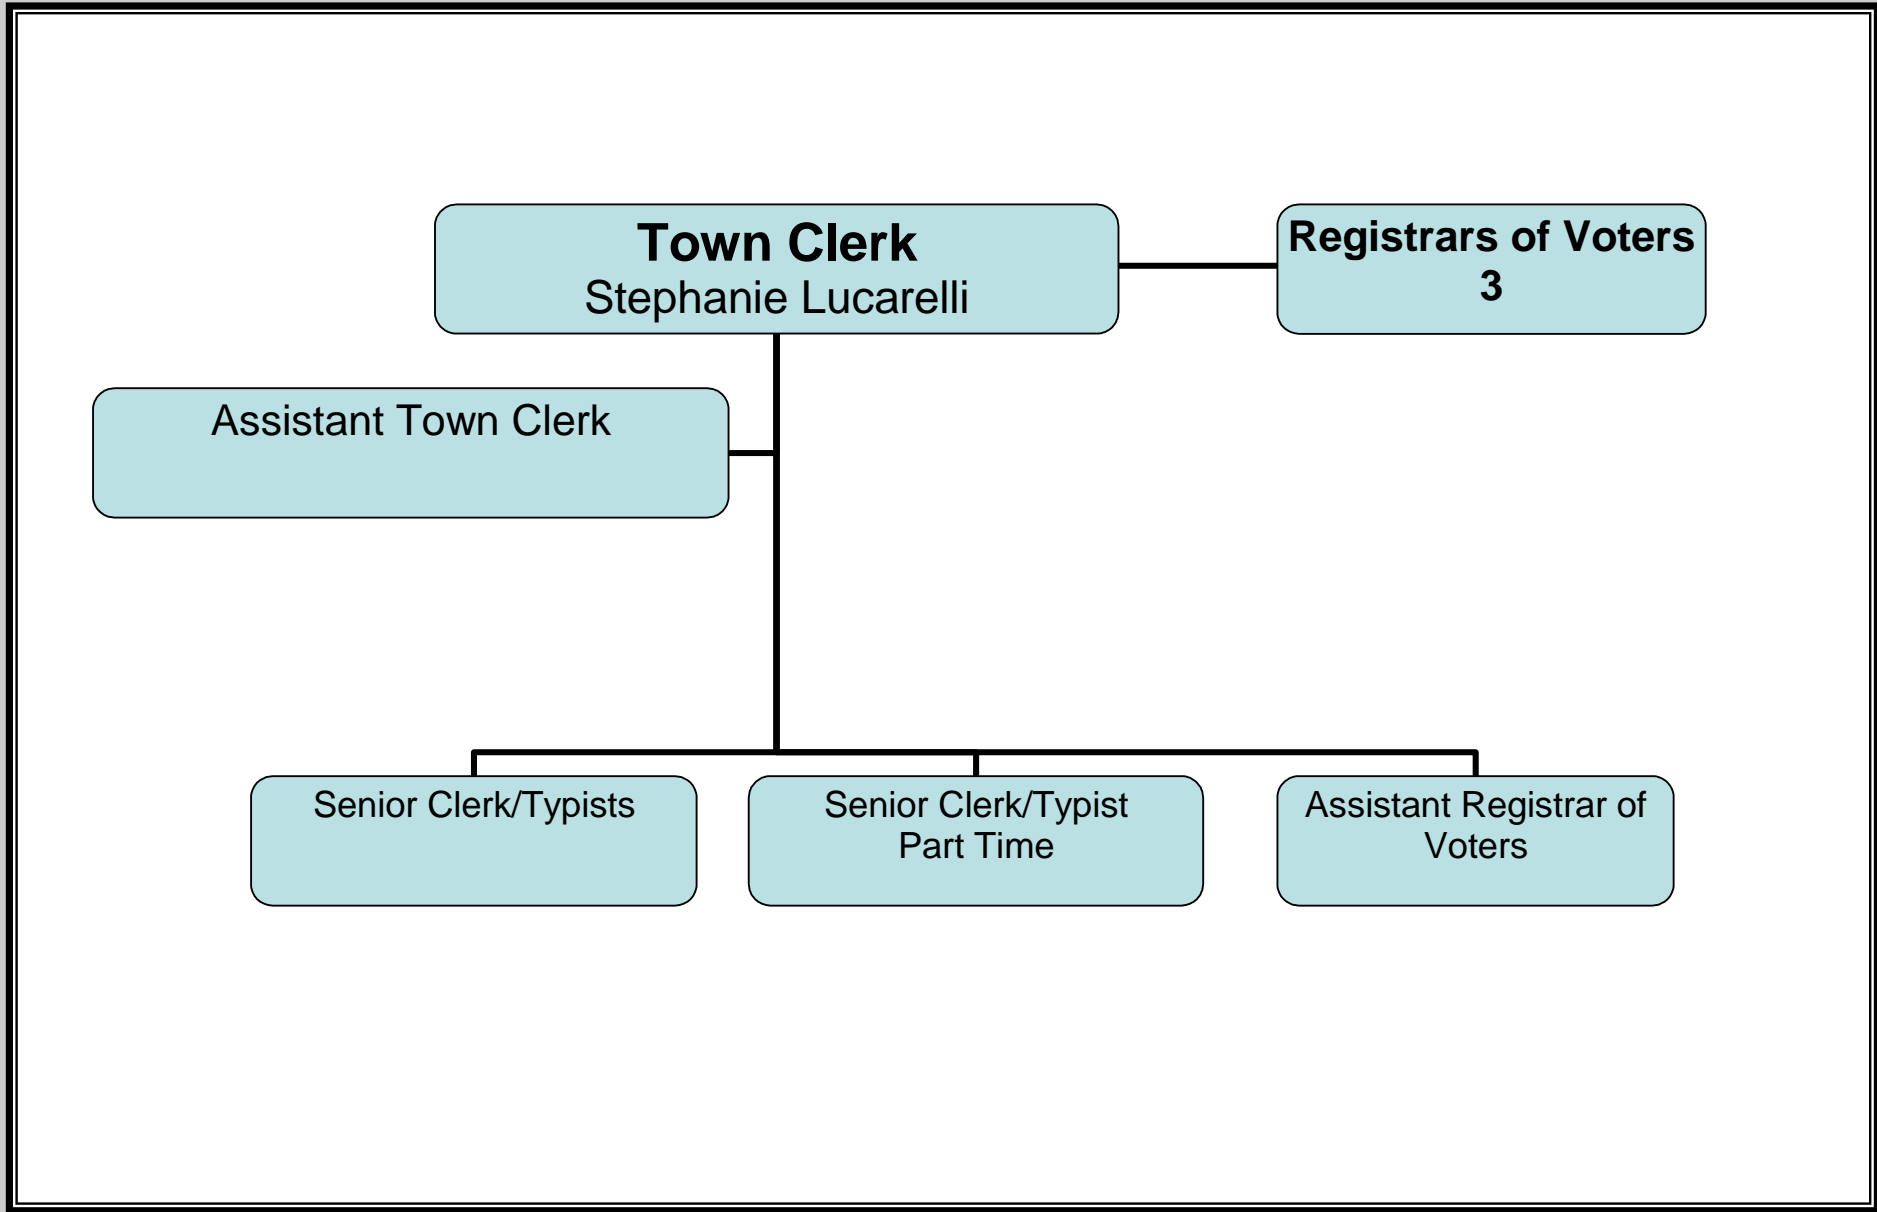 Town Clerk
Stephanie Lucarelli
Registrars of Voters
3
Assistant Town Clerk
Senior Clerk/Typists
Senior Clerk/Typist
Part Time
Assistant Registrar of
Voters